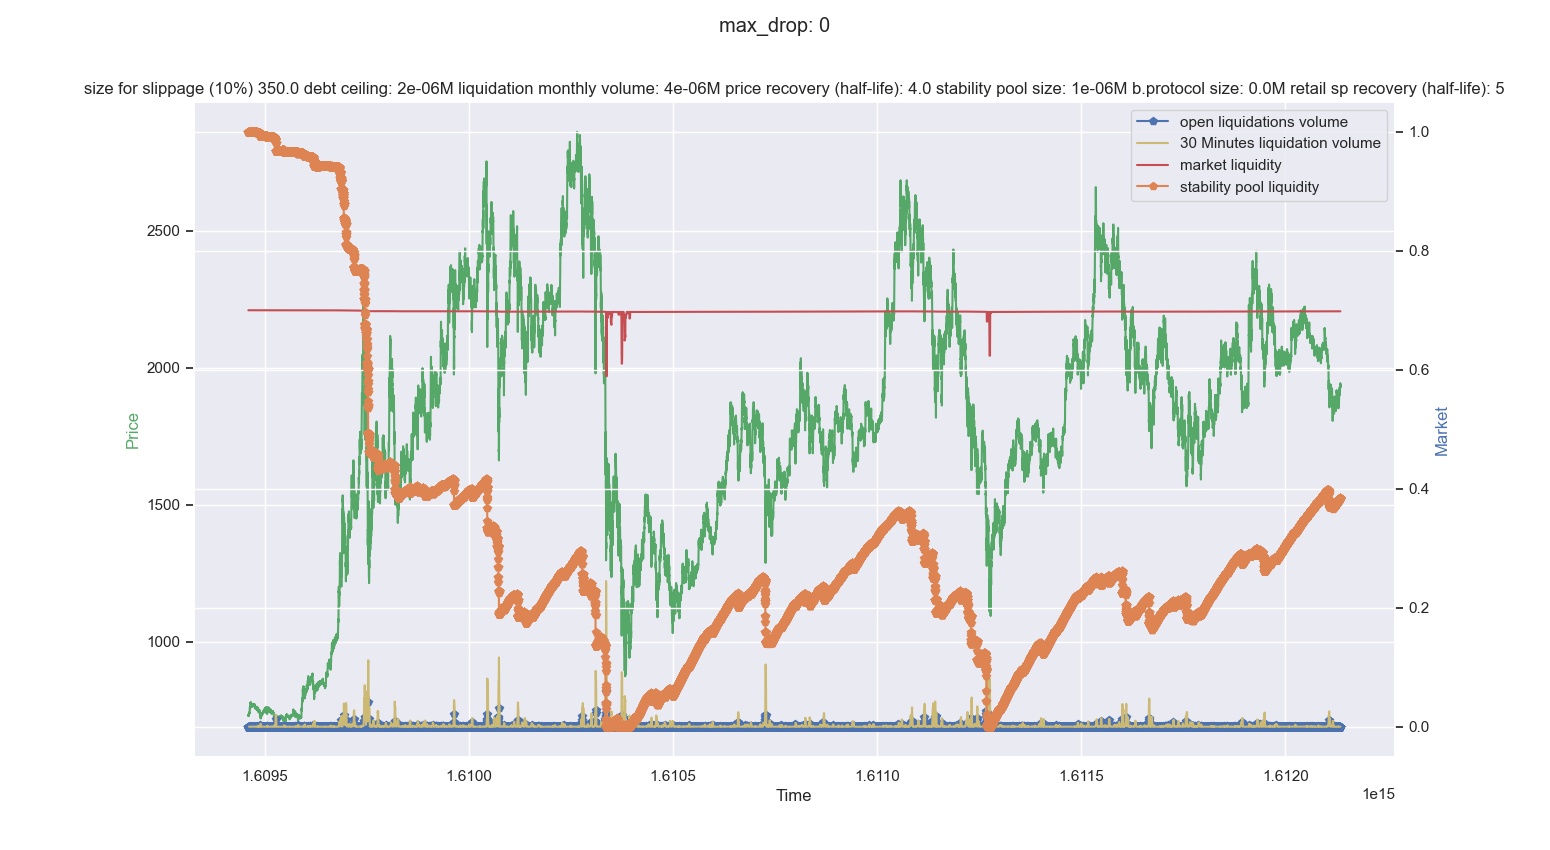 max_drop: 0
size for slippage (10%) 350.0 debt ceiling: 2e-06M liquidation monthly volume: 4e-06M price recovery (half-life): 4.0 stability pool size: 1e-06M b.protocol size: 0.0M retail sp recovery (half-life): 5
open liquidations volume
30 Minutes liquidation volume
market liquidity
stability pool liquidity
2500
2000
1500
1000
Price
1.0
0.8
0.6
0.4
0.2
0.0
Market
1.6095 1.6100 1.6105 1.6110 1.6115 1.6120
Time
1e15